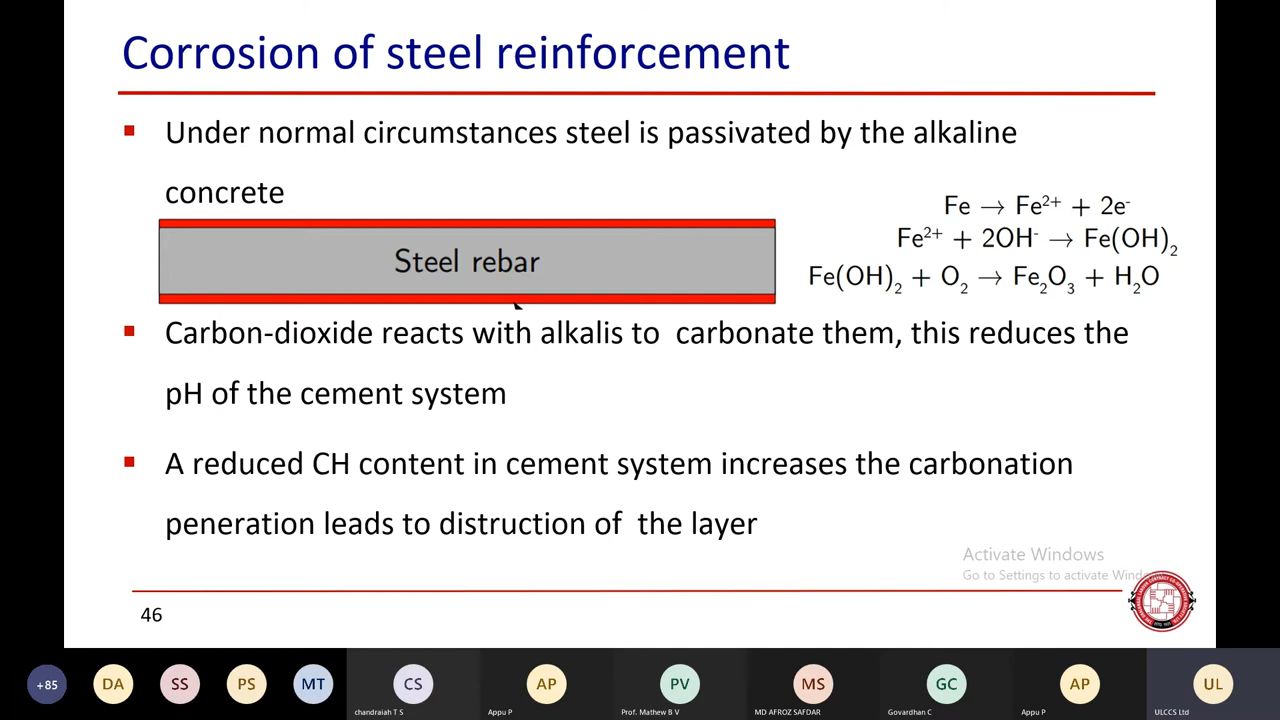 Corrosion of steel reinforcement
Under normal circumstances steel is passivated by the alkaline
concrete
Fe → Fe²⁺ + 2e⁻
Fe²⁺ + 2OH⁻ → Fe(OH)₂
Fe(OH)₂ + O₂ → Fe₂O₃ + H₂O
Steel rebar
Carbon-dioxide reacts with alkalis to carbonate them, this reduces the
pH of the cement system
A reduced CH content in cement system increases the carbonation
peneration leads to distruction of the layer
Activate Windows
Go to Settings to activate Wind
46
+85
DA
SS
PS
MT
CS
AP
PV
MS
GC
AP
UL
chandraiah T S
Appu P
Prof. Mathew B V
MD AFROZ SAFDAR
Govardhan C
Appu P
ULCCS Ltd